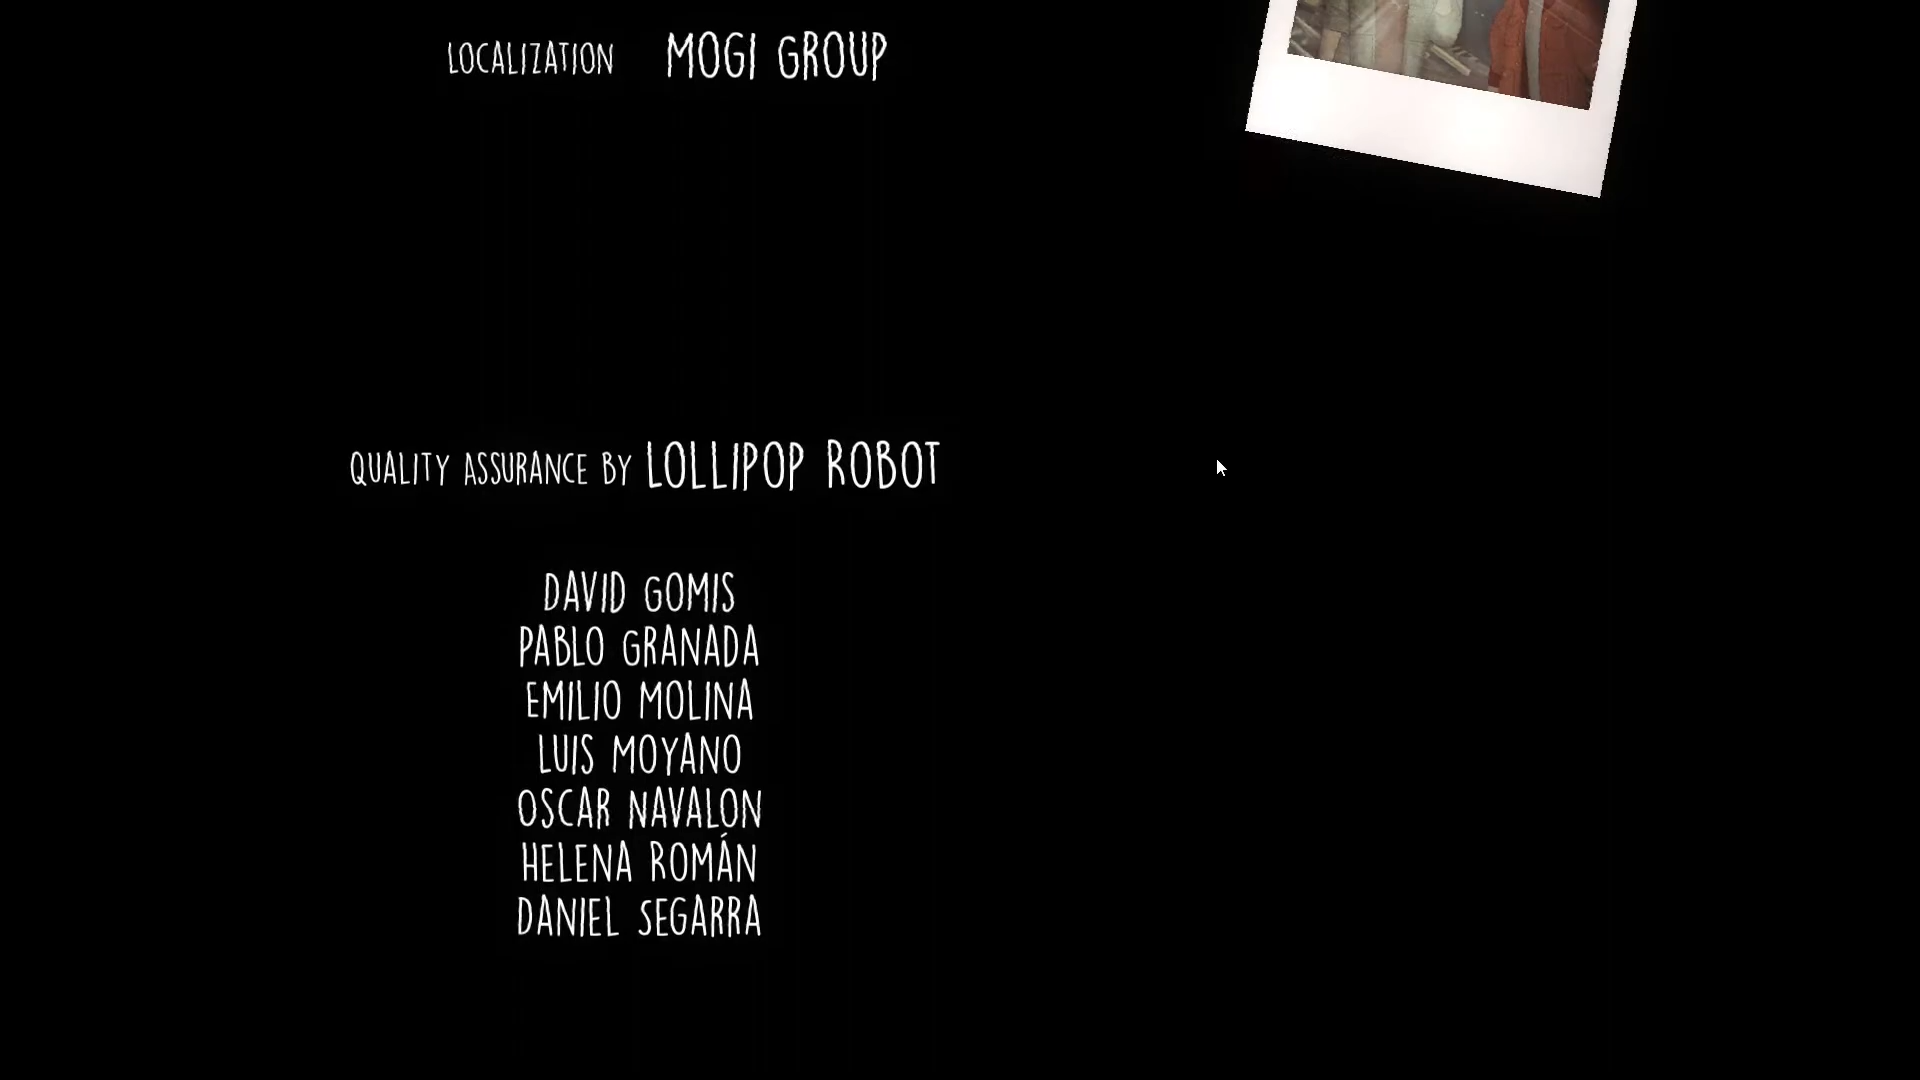 LOCALIZATION MOGI GROUP
QUALITY ASSURANCE BY LOLLIPOP ROBOT
DAVID GOMIS
PABLO GRANADA
EMILIO MOLINA
LUIS MOYANO
OSCAR NAVALON
HELENA ROMÁN
DANIEL SEGARRA